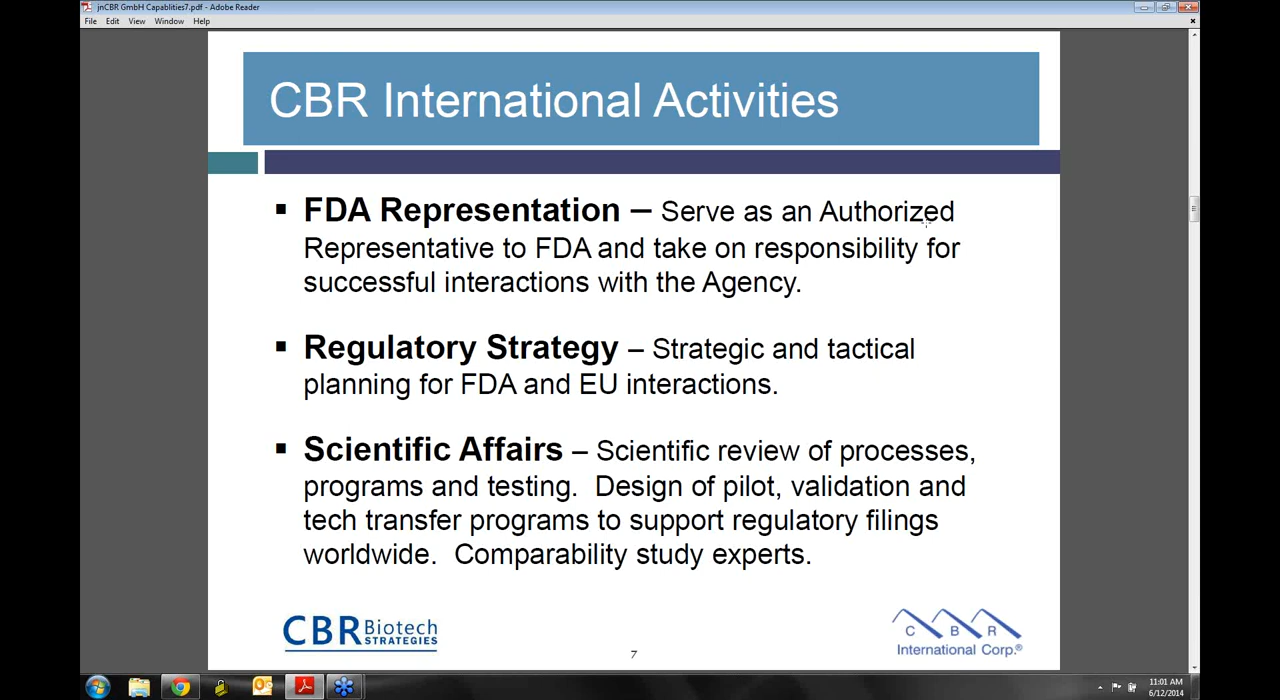 jnCBR GmbH Capablities7.pdf - Adobe Reader
File Edit View Window Help
CBR International Activities
▪ FDA Representation – Serve as an Authorized
Representative to FDA and take on responsibility for
successful interactions with the Agency.
▪ Regulatory Strategy – Strategic and tactical
planning for FDA and EU interactions.
▪ Scientific Affairs – Scientific review of processes,
programs and testing. Design of pilot, validation and
tech transfer programs to support regulatory filings
worldwide. Comparability study experts.
CBR Biotech
STRATEGIES
7
C B R
International Corp.®
11:01 AM
6/12/2014